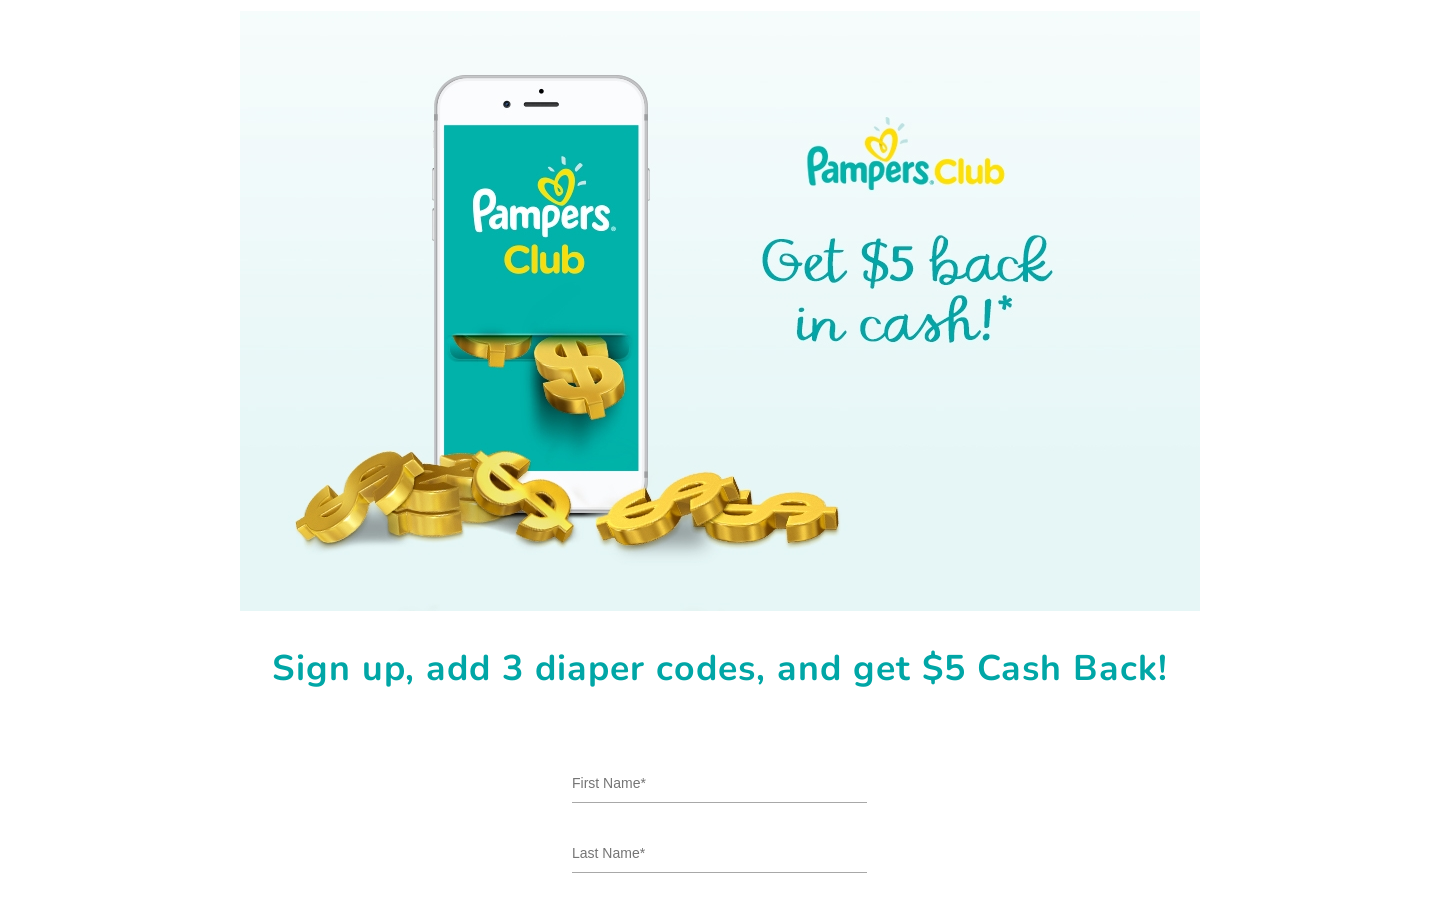 Pampers
Club
Pampers.Club
Get $5 back
in cash!*
Sign up, add 3 diaper codes, and get $5 Cash Back!
First Name*
Last Name*